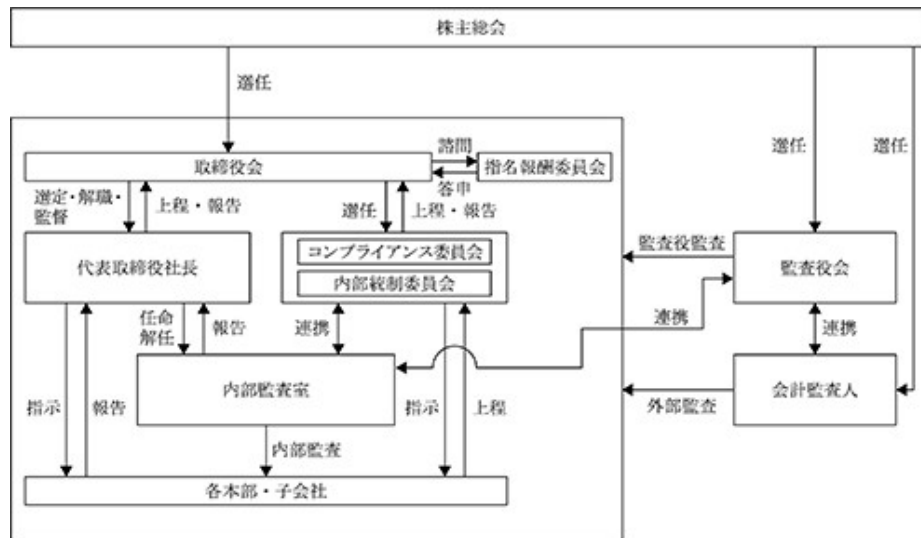 株主総会
選任
選任
選任
取締役会
諮問
答申
指名報酬委員会
選定・解職・
監督
上程・報告
選任
上程・報告
代表取締役社長
コンプライアンス委員会
内部統制委員会
監査役監査
監査役会
任命
解任
報告
連携
連携
連携
内部監査室
会計監査人
指示
報告
指示
上程
外部監査
内部監査
各本部・子会社